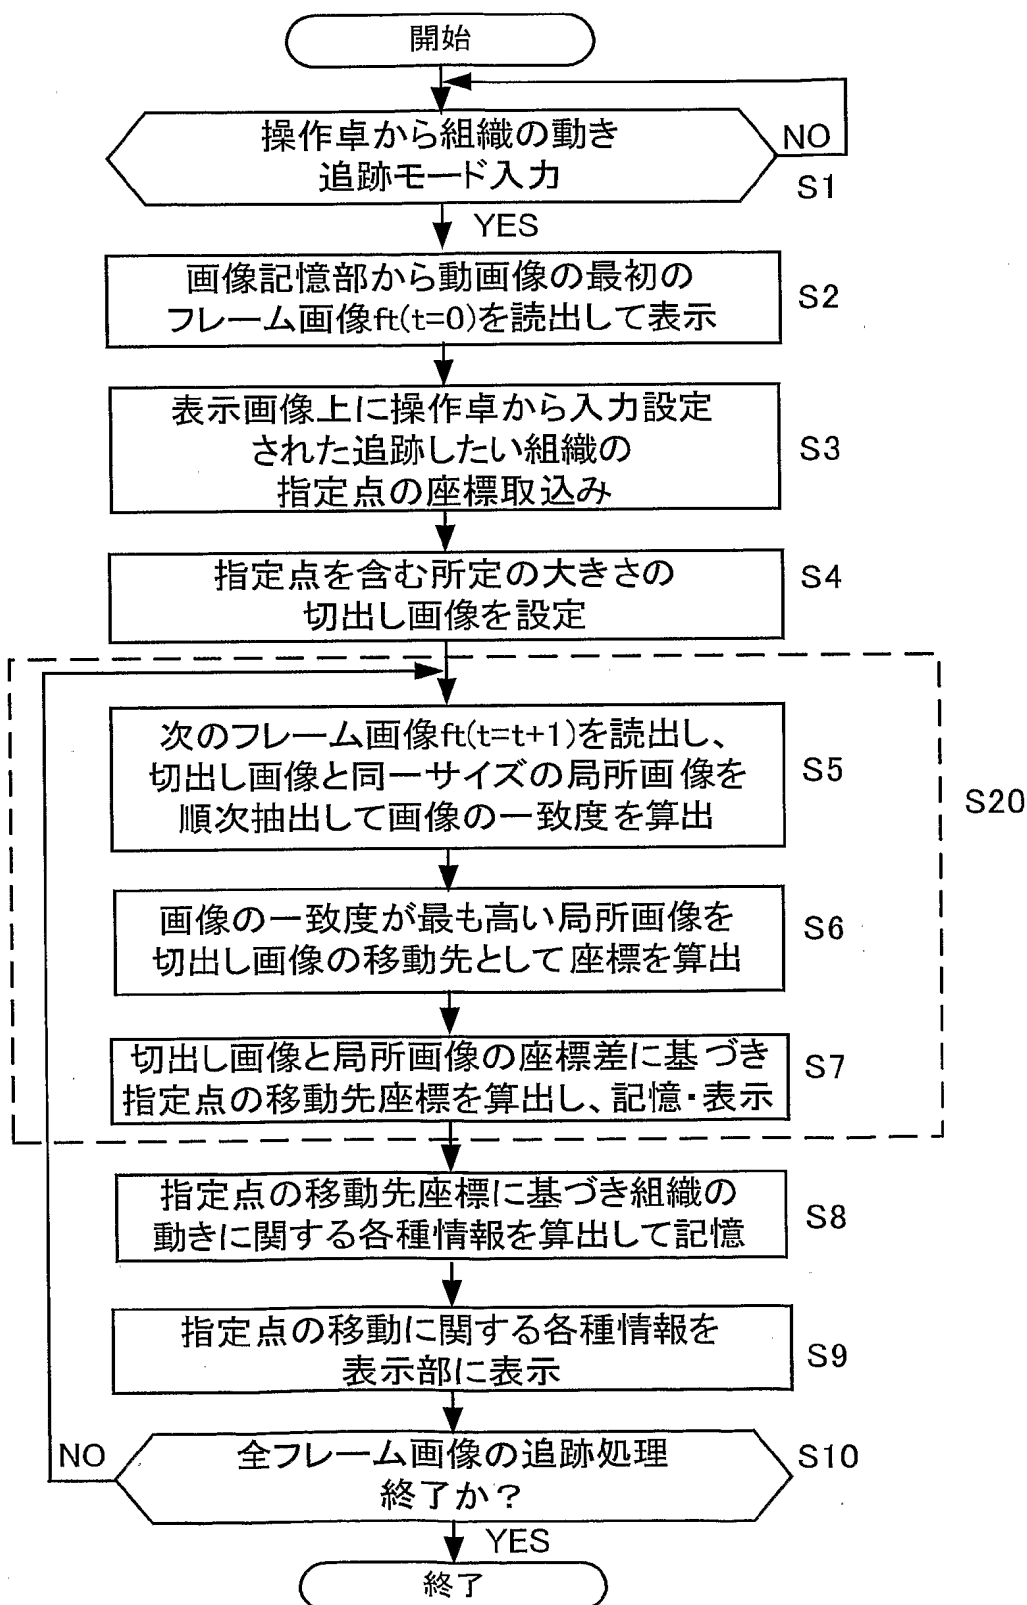 開始
操作卓から組織の動き
追跡モード入力
NO
S1
YES
画像記憶部から動画像の最初の
フレーム画像ft(t=0)を読出して表示
S2
表示画像上に操作卓から入力設定
された追跡したい組織の
指定点の座標取込み
S3
指定点を含む所定の大きさの
切出し画像を設定
S4
次のフレーム画像ft(t=t+1)を読出し、
切出し画像と同一サイズの局所画像を
順次抽出して画像の一致度を算出
S5
S20
画像の一致度が最も高い局所画像を
切出し画像の移動先として座標を算出
S6
切出し画像と局所画像の座標差に基づき
指定点の移動先座標を算出し、記憶・表示
S7
指定点の移動先座標に基づき組織の
動きに関する各種情報を算出して記憶
S8
指定点の移動に関する各種情報を
表示部に表示
S9
NO
全フレーム画像の追跡処理
終了か？
S10
YES
終了